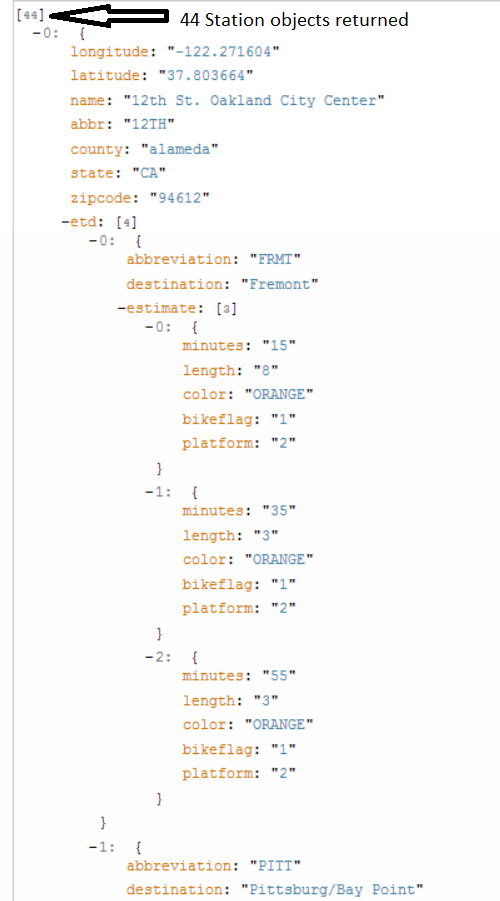 [44] 44 Station objects returned
-0: {
longitude: "-122.271604"
latitude: "37.803664"
name: "12th St. Oakland City Center"
abbr: "12TH"
county: "alameda"
state: "CA"
zipcode: "94612"
-etd: [4]
-0: {
abbreviation: "FRMT"
destination: "Fremont"
-estimate: [3]
-0: {
minutes: "15"
length: "8"
color: "ORANGE"
bikeflag: "1"
platform: "2"
}
-1: {
minutes: "35"
length: "3"
color: "ORANGE"
bikeflag: "1"
platform: "2"
}
-2: {
minutes: "55"
length: "3"
color: "ORANGE"
bikeflag: "1"
platform: "2"
}
}
-1: {
abbreviation: "PITT"
destination: "Pittsburg/Bay Point"